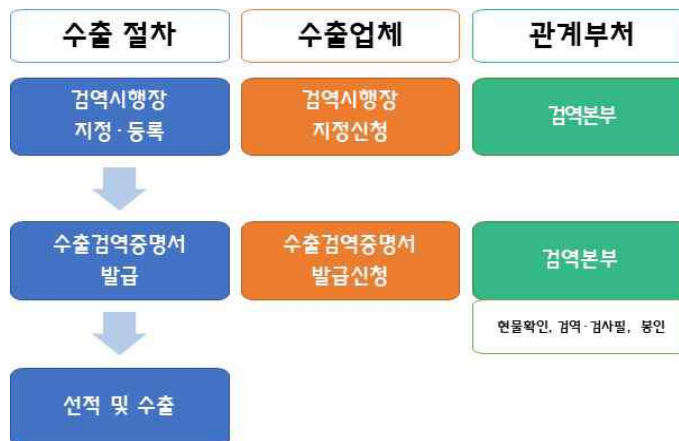 수출 절차
수출업체
관계부처
검역시행장
지정·등록
검역시행장
지정신청
검역본부
수출검역증명서
발급
수출검역증명서
발급신청
검역본부
현물확인, 검역·검사필, 봉인
선적 및 수출